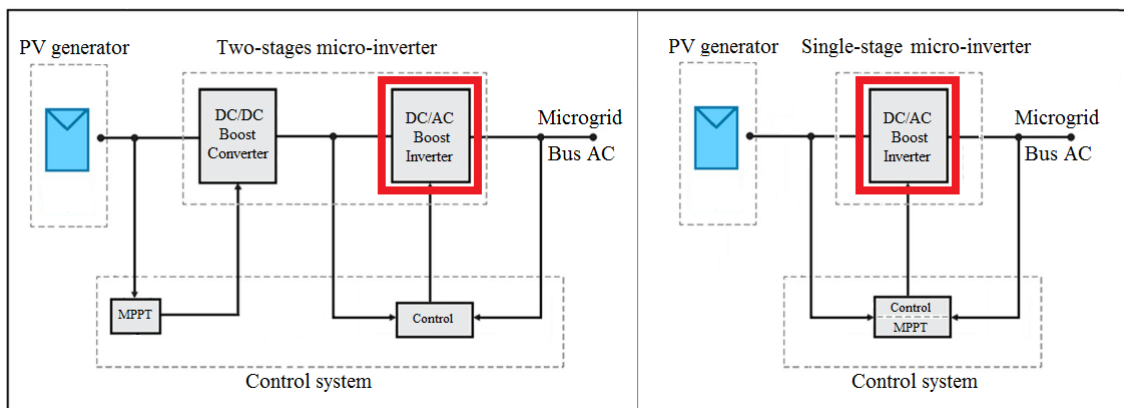 PV generator
Two-stages micro-inverter
DC/DC
Boost
Converter
DC/AC
Boost
Inverter
Microgrid
Bus AC
MPPT
Control
Control system
PV generator
Single-stage micro-inverter
DC/AC
Boost
Inverter
Microgrid
Bus AC
Control
MPPT
Control system